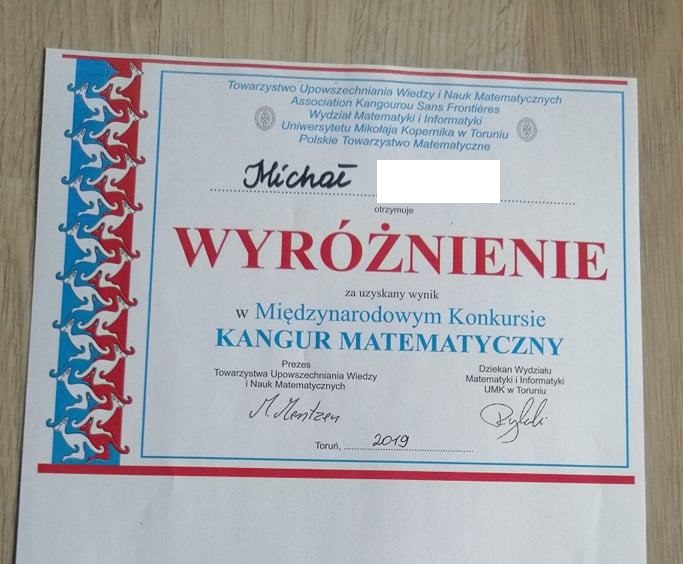 Towarzystwo Upowszechniania Wiedzy i Nauk Matematycznych
Association Kangourou Sans Frontières
Wydział Matematyki i Informatyki
Uniwersytetu Mikołaja Kopernika w Toruniu
Polskie Towarzystwo Matematyczne
Michał
otrzymuje
WYRÓŻNIENIE
za uzyskany wynik
w Międzynarodowym Konkursie
KANGUR MATEMATYCZNY
Prezes
Towarzystwa Upowszechniania Wiedzy
i Nauk Matematycznych
M. Mentzen
Dziekan Wydziału
Matematyki i Informatyki
UMK w Toruniu
Toruń, 2019